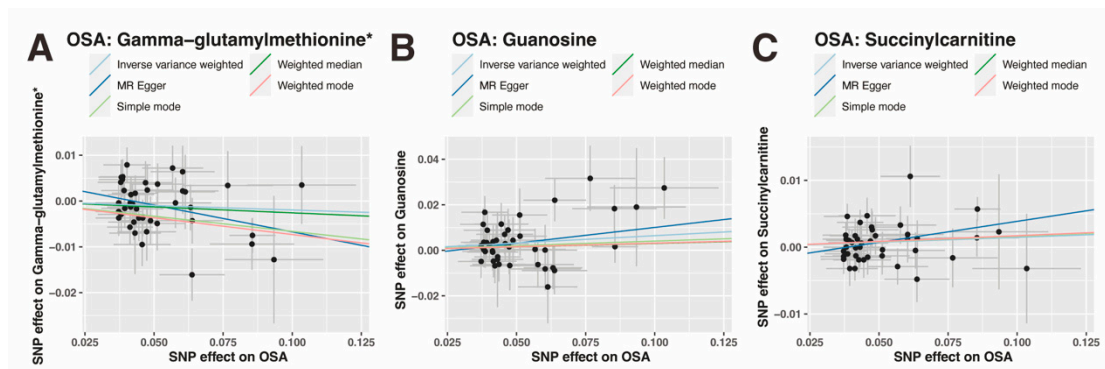 A
OSA: Gamma−glutamylmethionine*
Inverse variance weighted
Weighted median
MR Egger
Weighted mode
Simple mode
SNP effect on Gamma−glutamylmethionine*
0.01
0.00
−0.01
−0.02
0.025
0.050
0.075
0.100
0.125
SNP effect on OSA
B
OSA: Guanosine
Inverse variance weighted
Weighted median
MR Egger
Weighted mode
Simple mode
SNP effect on Guanosine
0.04
0.02
0.00
−0.02
0.025
0.050
0.075
0.100
0.125
SNP effect on OSA
C
OSA: Succinylcarnitine
Inverse variance weighted
Weighted median
MR Egger
Weighted mode
Simple mode
SNP effect on Succinylcarnitine
0.01
0.00
−0.01
0.025
0.050
0.075
0.100
0.125
SNP effect on OSA